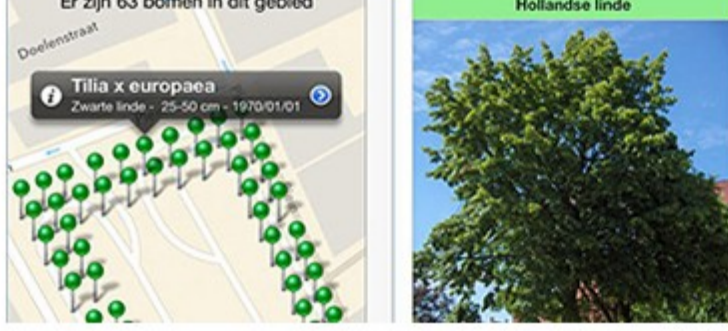 Er zijn 63 bomen in dit gebied
Doelenstraat
Tilia x europaea
Zwarte linde - 25-50 cm - 1970/01/01
Hollandse linde